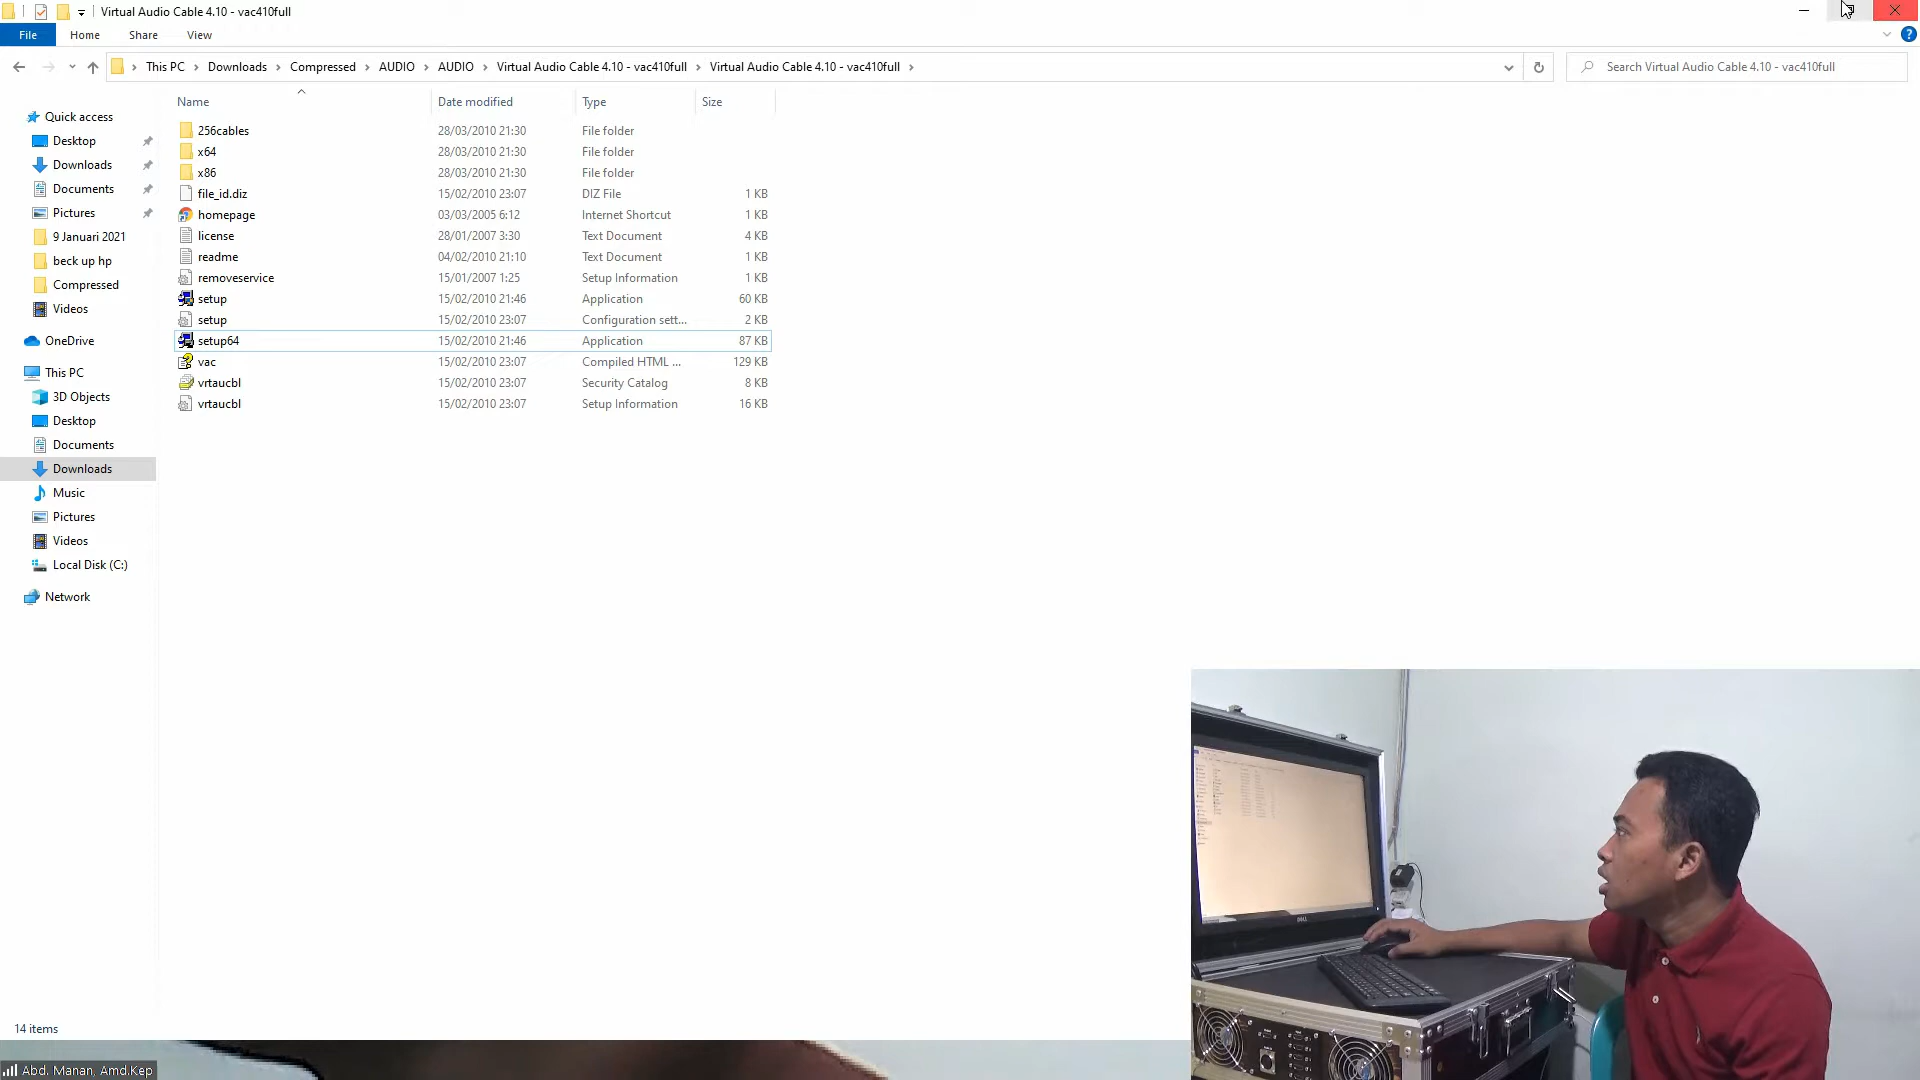 Virtual Audio Cable 4.10 - vac410full
File Home Share View
This PC Downloads Compressed AUDIO AUDIO Virtual Audio Cable 4.10 - vac410full Virtual Audio Cable 4.10 - vac410full Search Virtual Audio Cable 4.10 - vac410full
Name Date modified Type Size
256cables 28/03/2010 21:30 File folder
x64 28/03/2010 21:30 File folder
x86 28/03/2010 21:30 File folder
file_id.diz 15/02/2010 23:07 DIZ File 1 KB
homepage 03/03/2005 6:12 Internet Shortcut 1 KB
license 28/01/2007 3:30 Text Document 4 KB
readme 04/02/2010 21:10 Text Document 1 KB
removeservice 15/01/2007 1:25 Setup Information 1 KB
setup 15/02/2010 21:46 Application 60 KB
setup 15/02/2010 23:07 Configuration sett... 2 KB
setup64 15/02/2010 21:46 Application 87 KB
vac 15/02/2010 23:07 Compiled HTML ... 129 KB
vrtaucbl 15/02/2010 23:07 Security Catalog 8 KB
vrtaucbl 15/02/2010 23:07 Setup Information 16 KB
Quick access
Desktop
Downloads
Documents
Pictures
9 Januari 2021
beck up hp
Compressed
Videos
OneDrive
This PC
3D Objects
Desktop
Documents
Downloads
Music
Pictures
Videos
Local Disk (C:)
Network
14 items
Abd. Manan, Amd.Kep
DELL